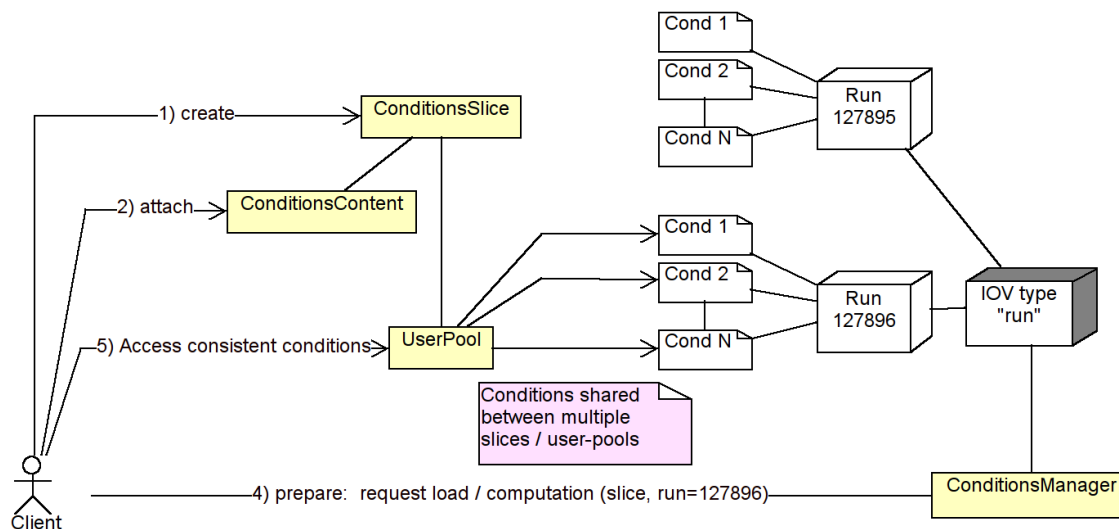 Cond 1
Cond 2
Cond N
Run
127895
1) create
ConditionsSlice
2) attach
ConditionsContent
Cond 1
Cond 2
Cond N
Run
127896
IOV type
"run"
5) Access consistent conditions
UserPool
Conditions shared
between multiple
slices / user-pools
4) prepare: request load / computation (slice, run=127896)
ConditionsManager
Client